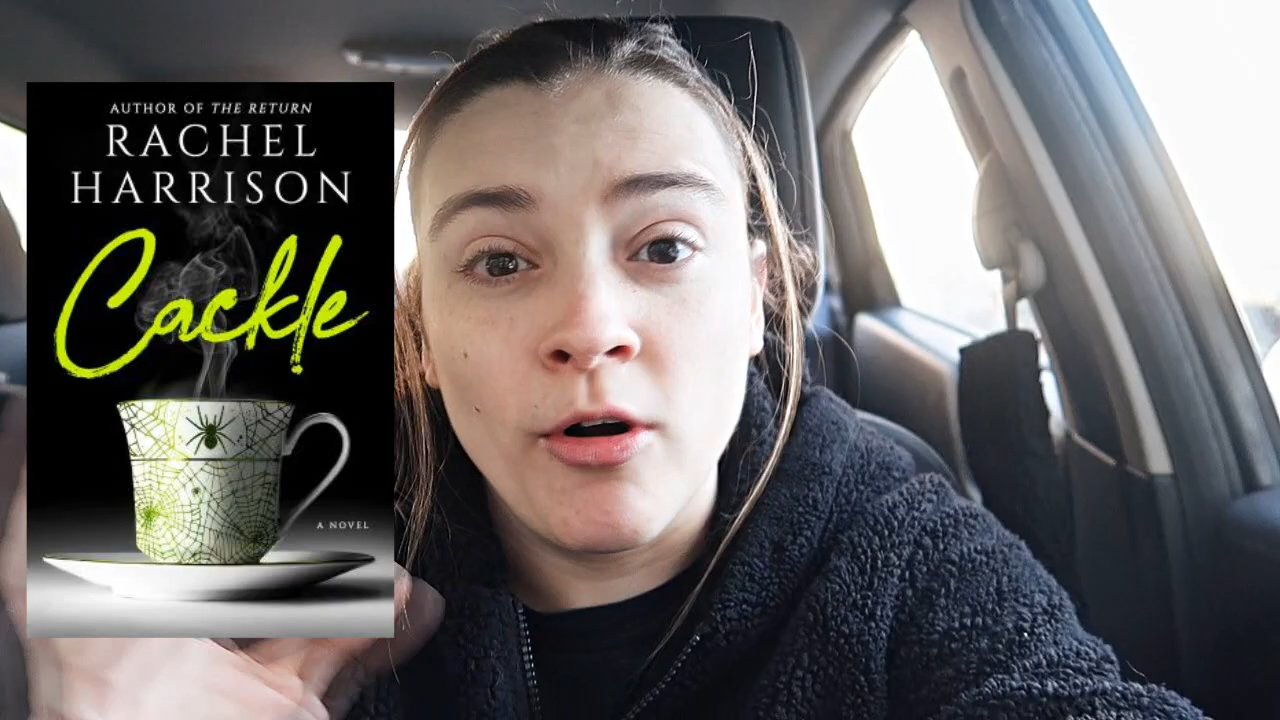 AUTHOR OF THE RETURN
RACHEL
HARRISON
Cackle
A NOVEL